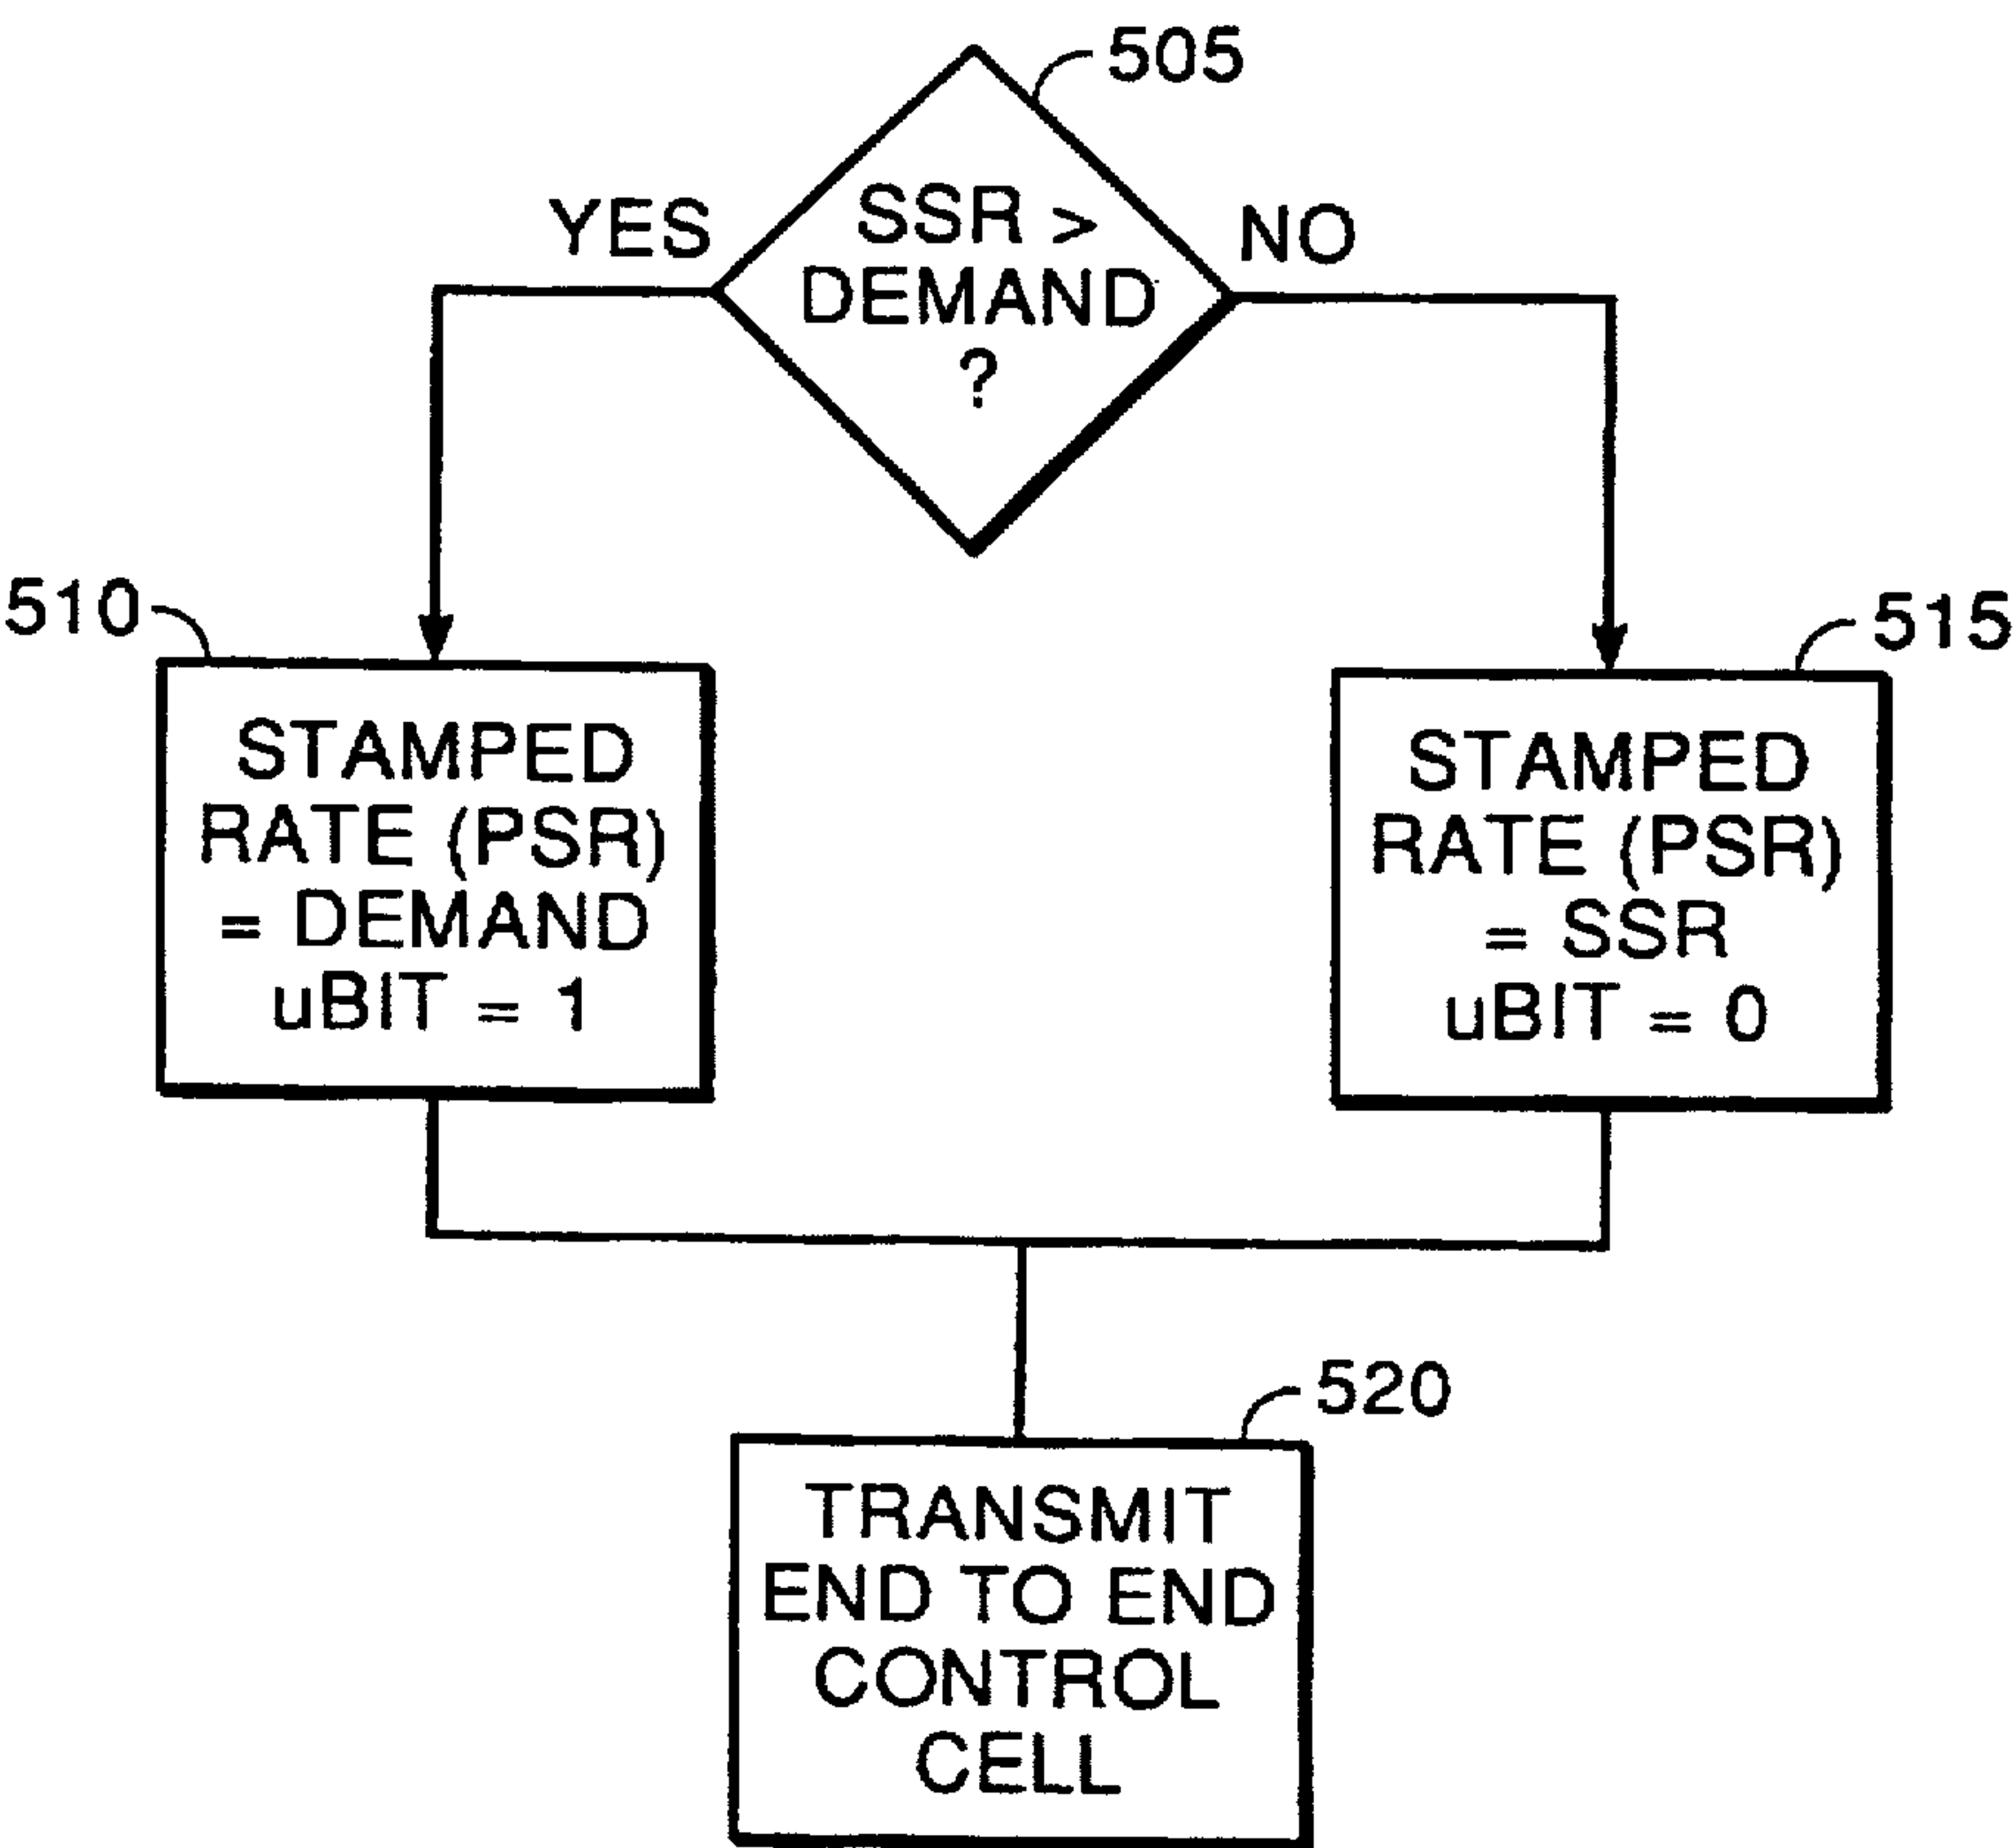 505
YES
SSR >
DEMAND
?
NO
510
STAMPED
RATE (PSR)
= DEMAND
uBIT = 1
515
STAMPED
RATE (PSR)
= SSR
uBIT = 0
520
TRANSMIT
END TO END
CONTROL
CELL